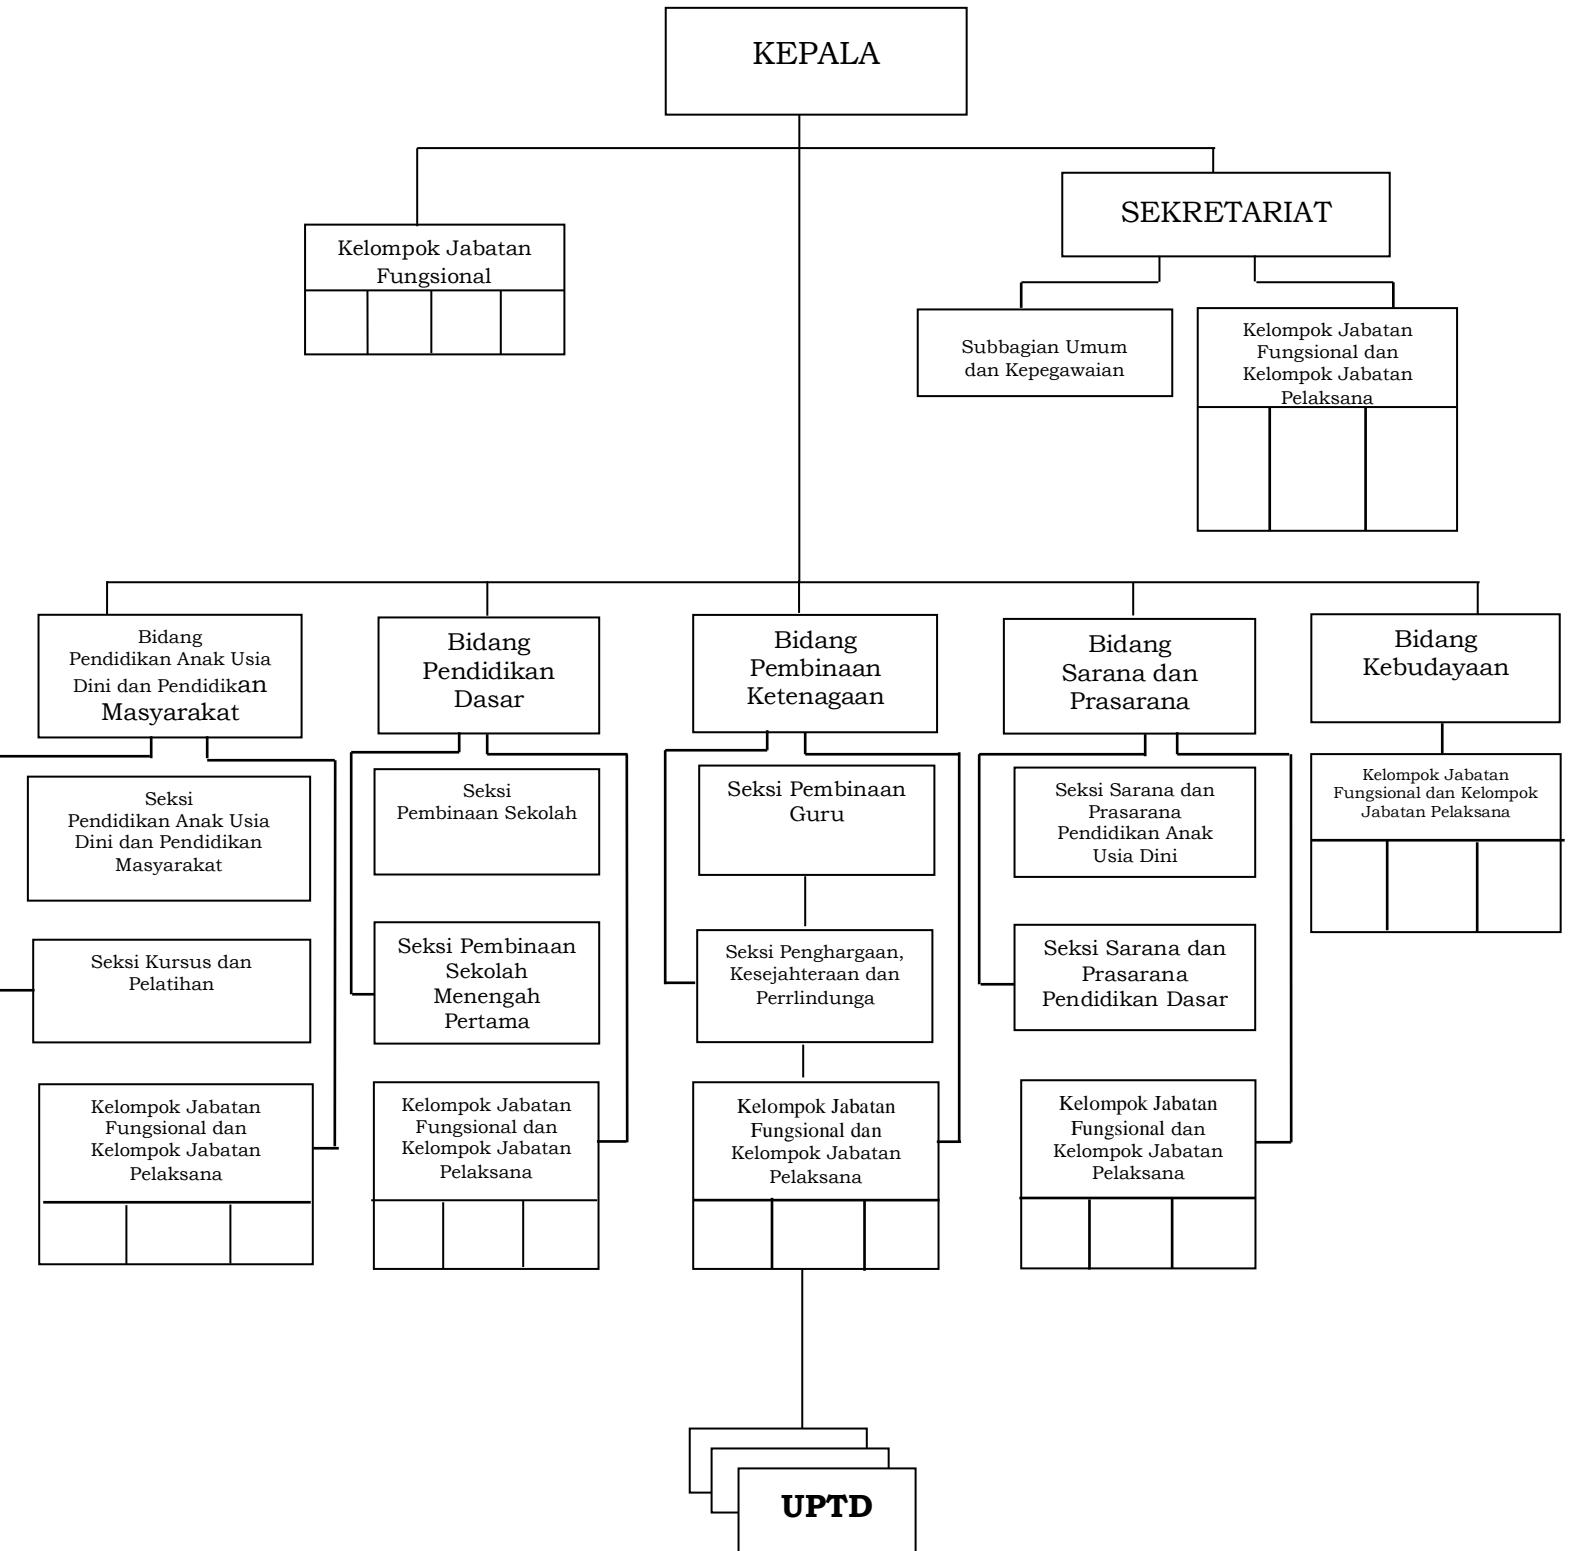 KEPALA
SEKRETARIAT
Kelompok Jabatan
Fungsional
Subbagian Umum
dan Kepegawaian
Kelompok Jabatan
Fungsional dan
Kelompok Jabatan
Pelaksana
Bidang
Pendidikan Anak Usia
Dini dan Pendidikan
Masyarakat
Bidang
Pendidikan
Dasar
Bidang
Pembinaan
Ketenagaan
Bidang
Sarana dan
Prasarana
Bidang
Kebudayaan
Seksi
Pendidikan Anak Usia
Dini dan Pendidikan
Masyarakat
Seksi
Pembinaan Sekolah
Seksi Pembinaan
Guru
Seksi Sarana dan
Prasarana
Pendidikan Anak
Usia Dini
Kelompok Jabatan
Fungsional dan Kelompok
Jabatan Pelaksana
Seksi Kursus dan
Pelatihan
Seksi Pembinaan
Sekolah
Menengah
Pertama
Seksi Penghargaan,
Kesejahteraan dan
Perrlindunga
Seksi Sarana dan
Prasarana
Pendidikan Dasar
Kelompok Jabatan
Fungsional dan
Kelompok Jabatan
Pelaksana
Kelompok Jabatan
Fungsional dan
Kelompok Jabatan
Pelaksana
Kelompok Jabatan
Fungsional dan
Kelompok Jabatan
Pelaksana
Kelompok Jabatan
Fungsional dan
Kelompok Jabatan
Pelaksana
UPTD